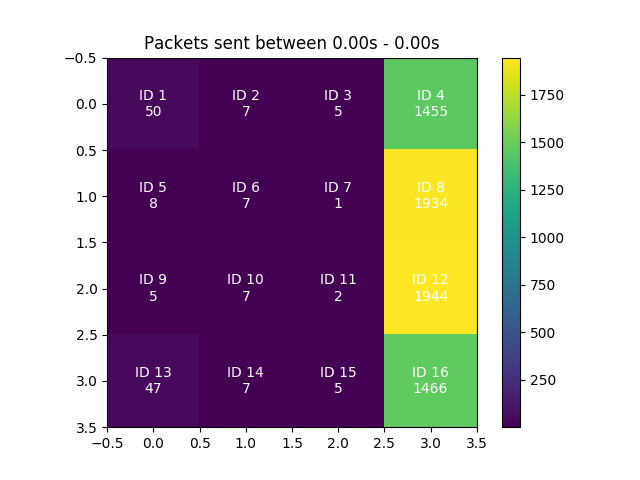 Packets sent between 0.00s - 0.00s
−0.5
0.0
0.5
1.0
1.5
2.0
2.5
3.0
3.5
ID 1
50
ID 2
7
ID 3
5
ID 4
1455
ID 5
8
ID 6
7
ID 7
1
ID 8
1934
ID 9
5
ID 10
7
ID 11
2
ID 12
1944
ID 13
47
ID 14
7
ID 15
5
ID 16
1466
−0.5 0.0 0.5 1.0 1.5 2.0 2.5 3.0 3.5
1750
1500
1250
1000
750
500
250